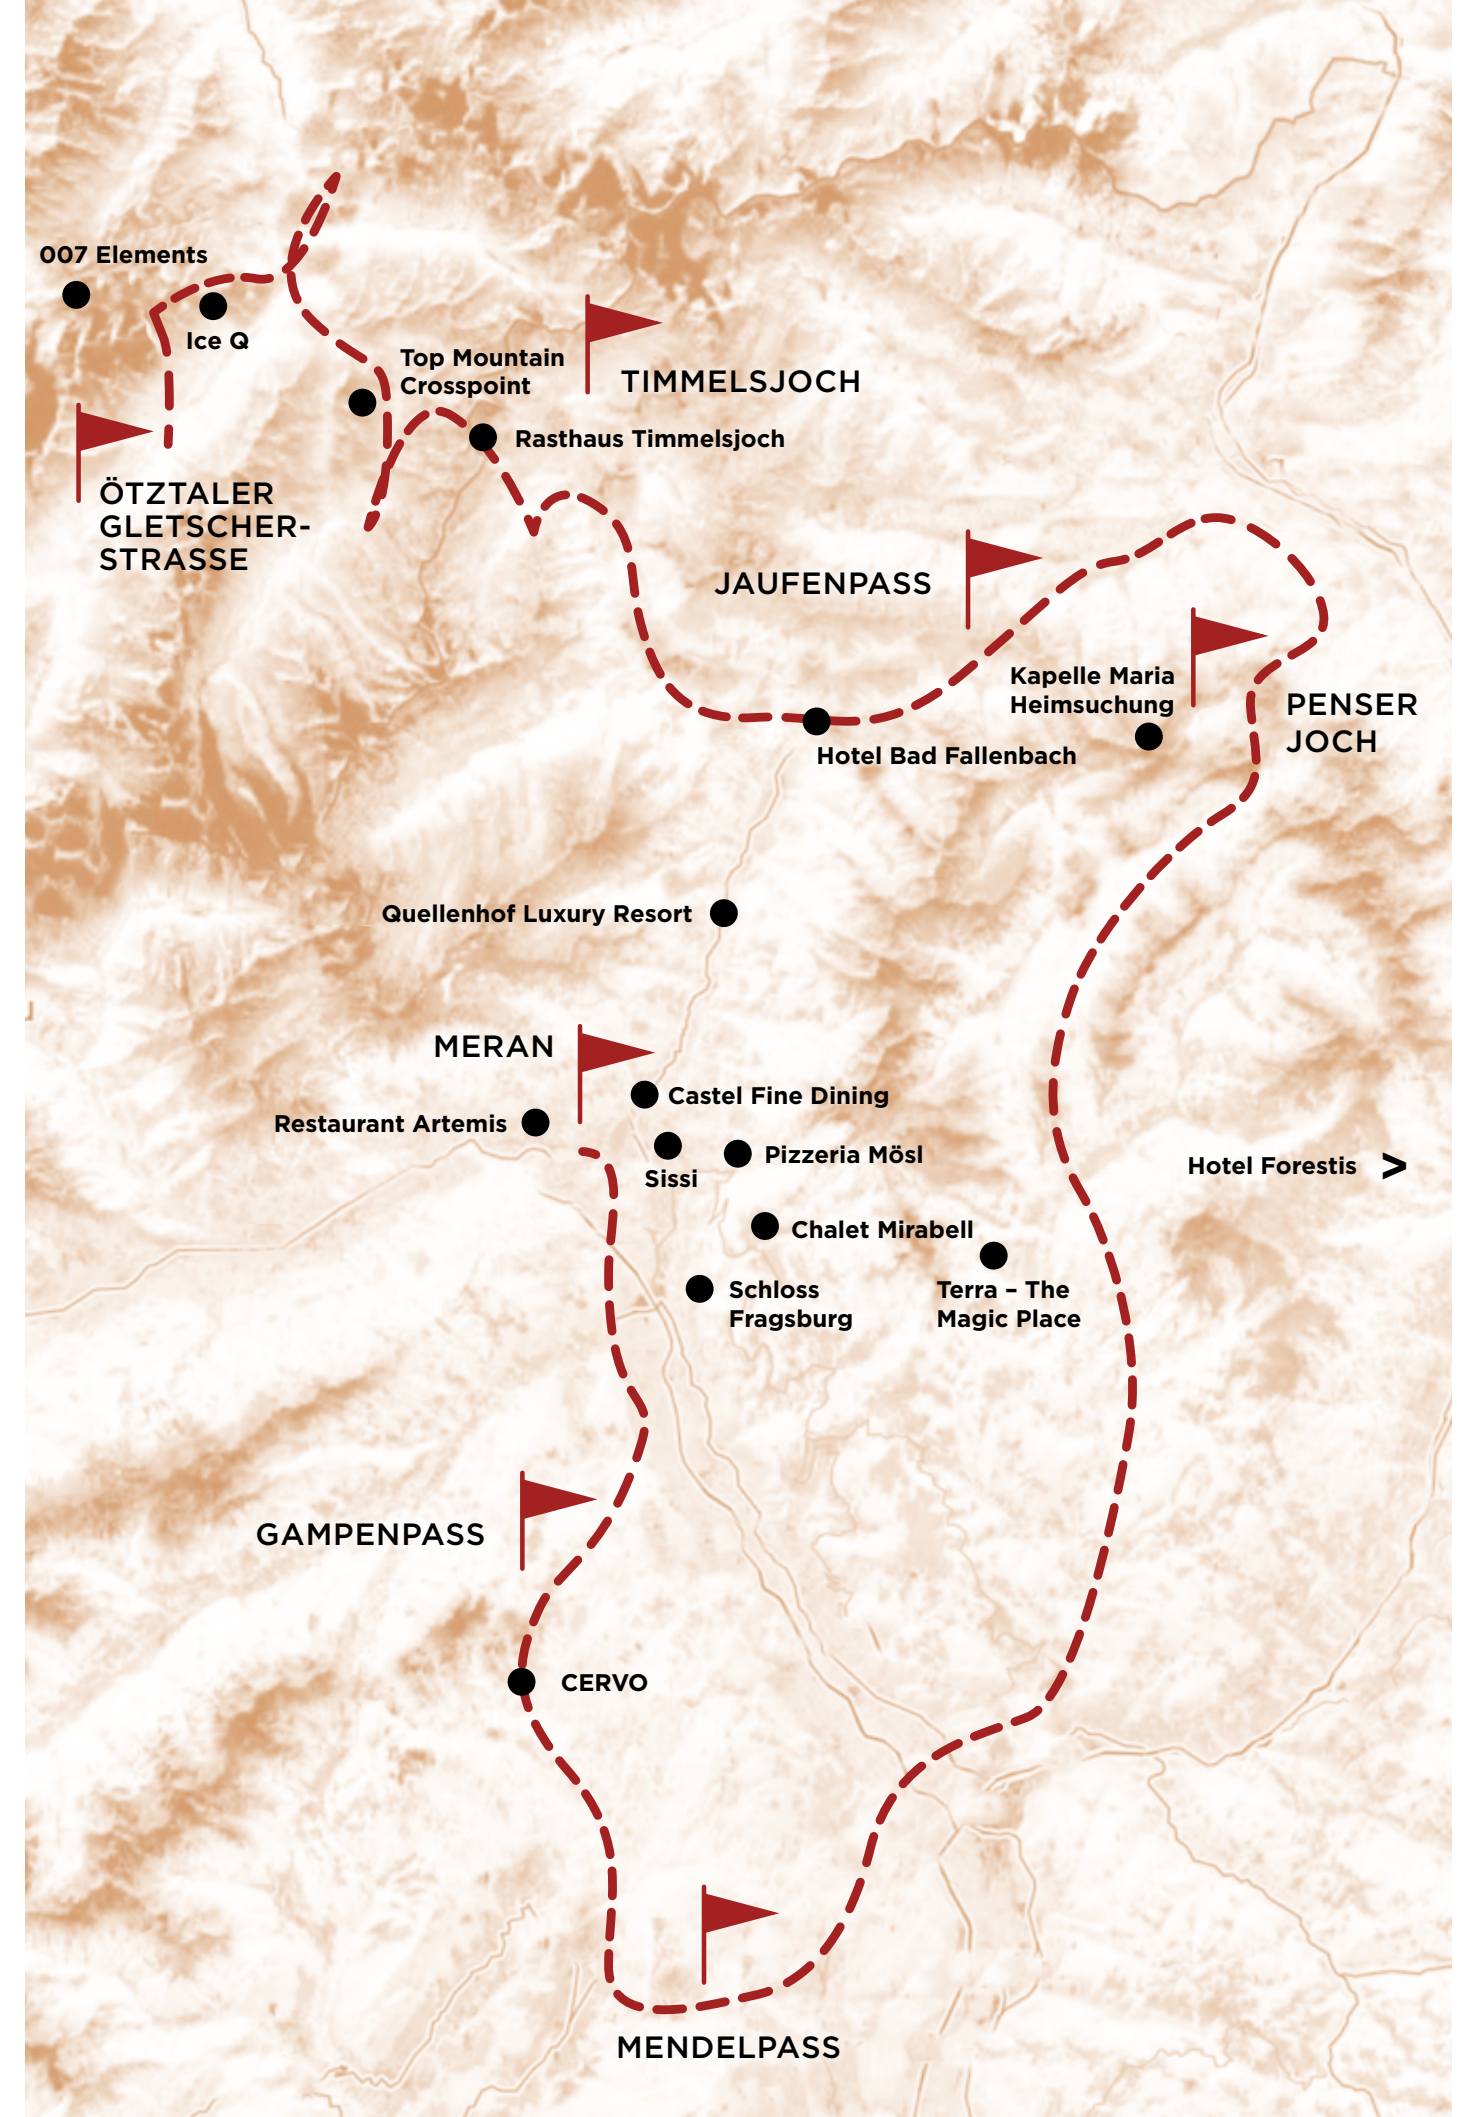 007 Elements
Ice Q
Top Mountain
Crosspoint
TIMMELSJOCH
Rasthaus Timmelsjoch
ÖTZTALER
GLETSCHER-
STRASSE
JAUFENPASS
Kapelle Maria
Heimsuchung
PENSER
JOCH
Hotel Bad Fallenbach
Quellenhof Luxury Resort
MERAN
Castel Fine Dining
Restaurant Artemis
Pizzeria Mösl
Sissi
Hotel Forestis >
Chalet Mirabell
Schloss
Fragsburg
Terra – The
Magic Place
GAMPENPASS
CERVO
MENDELPASS